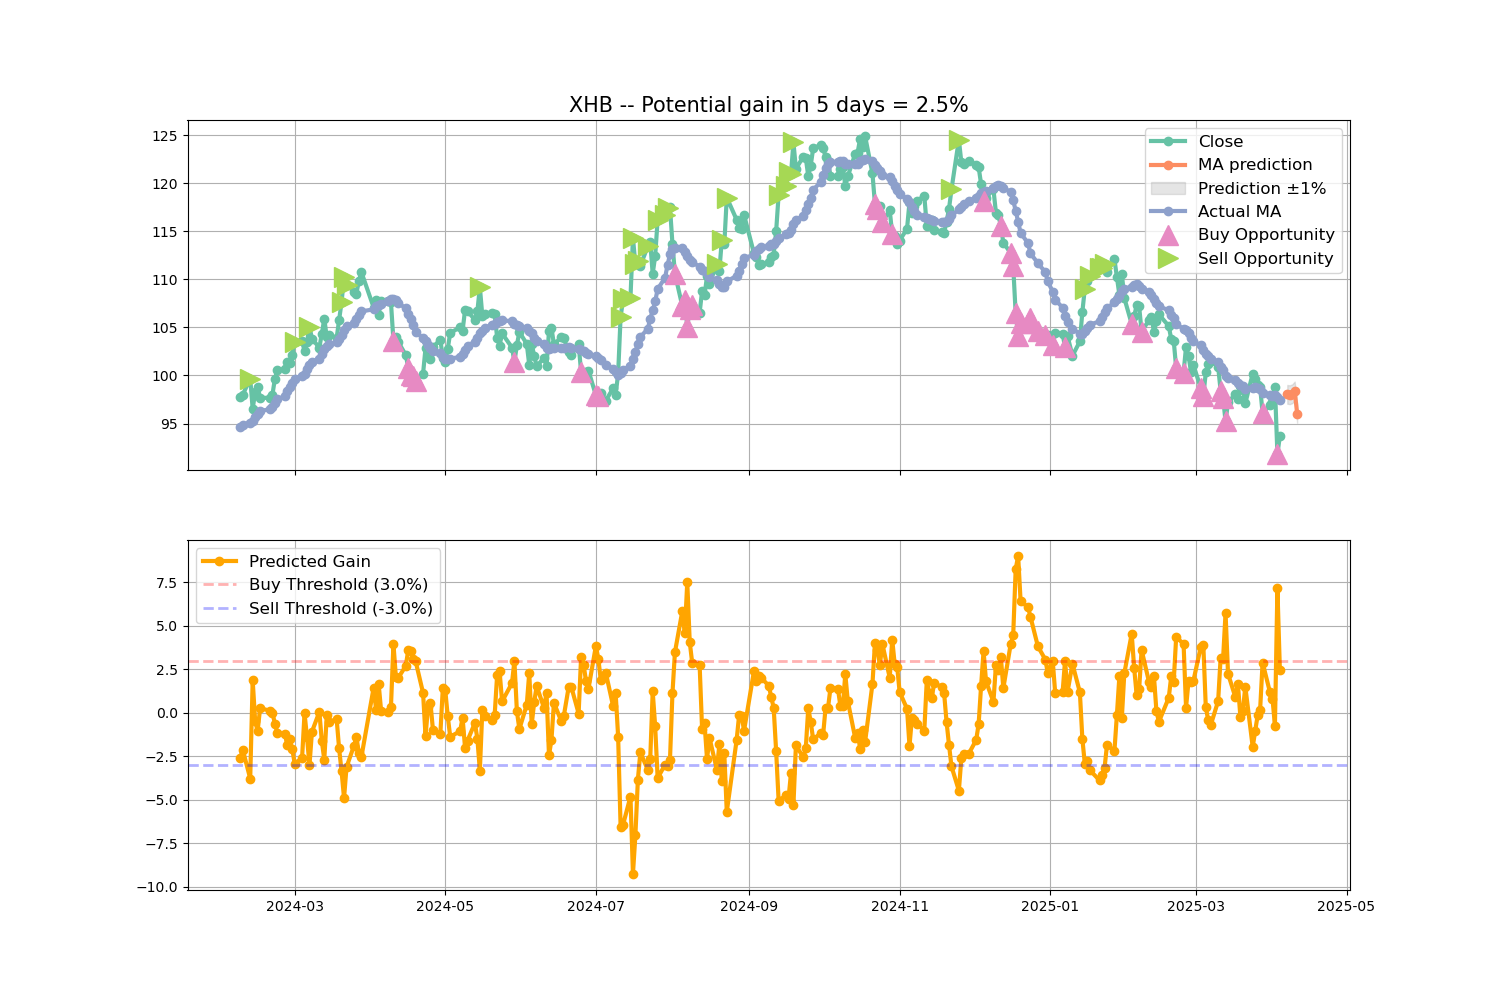 XHB -- Potential gain in 5 days = 2.5%
125
120
115
110
105
100
95
Close
MA prediction
Prediction ±1%
Actual MA
Buy Opportunity
Sell Opportunity
7.5
5.0
2.5
0.0
−2.5
−5.0
−7.5
−10.0
Predicted Gain
Buy Threshold (3.0%)
Sell Threshold (-3.0%)
2024-03
2024-05
2024-07
2024-09
2024-11
2025-01
2025-03
2025-05